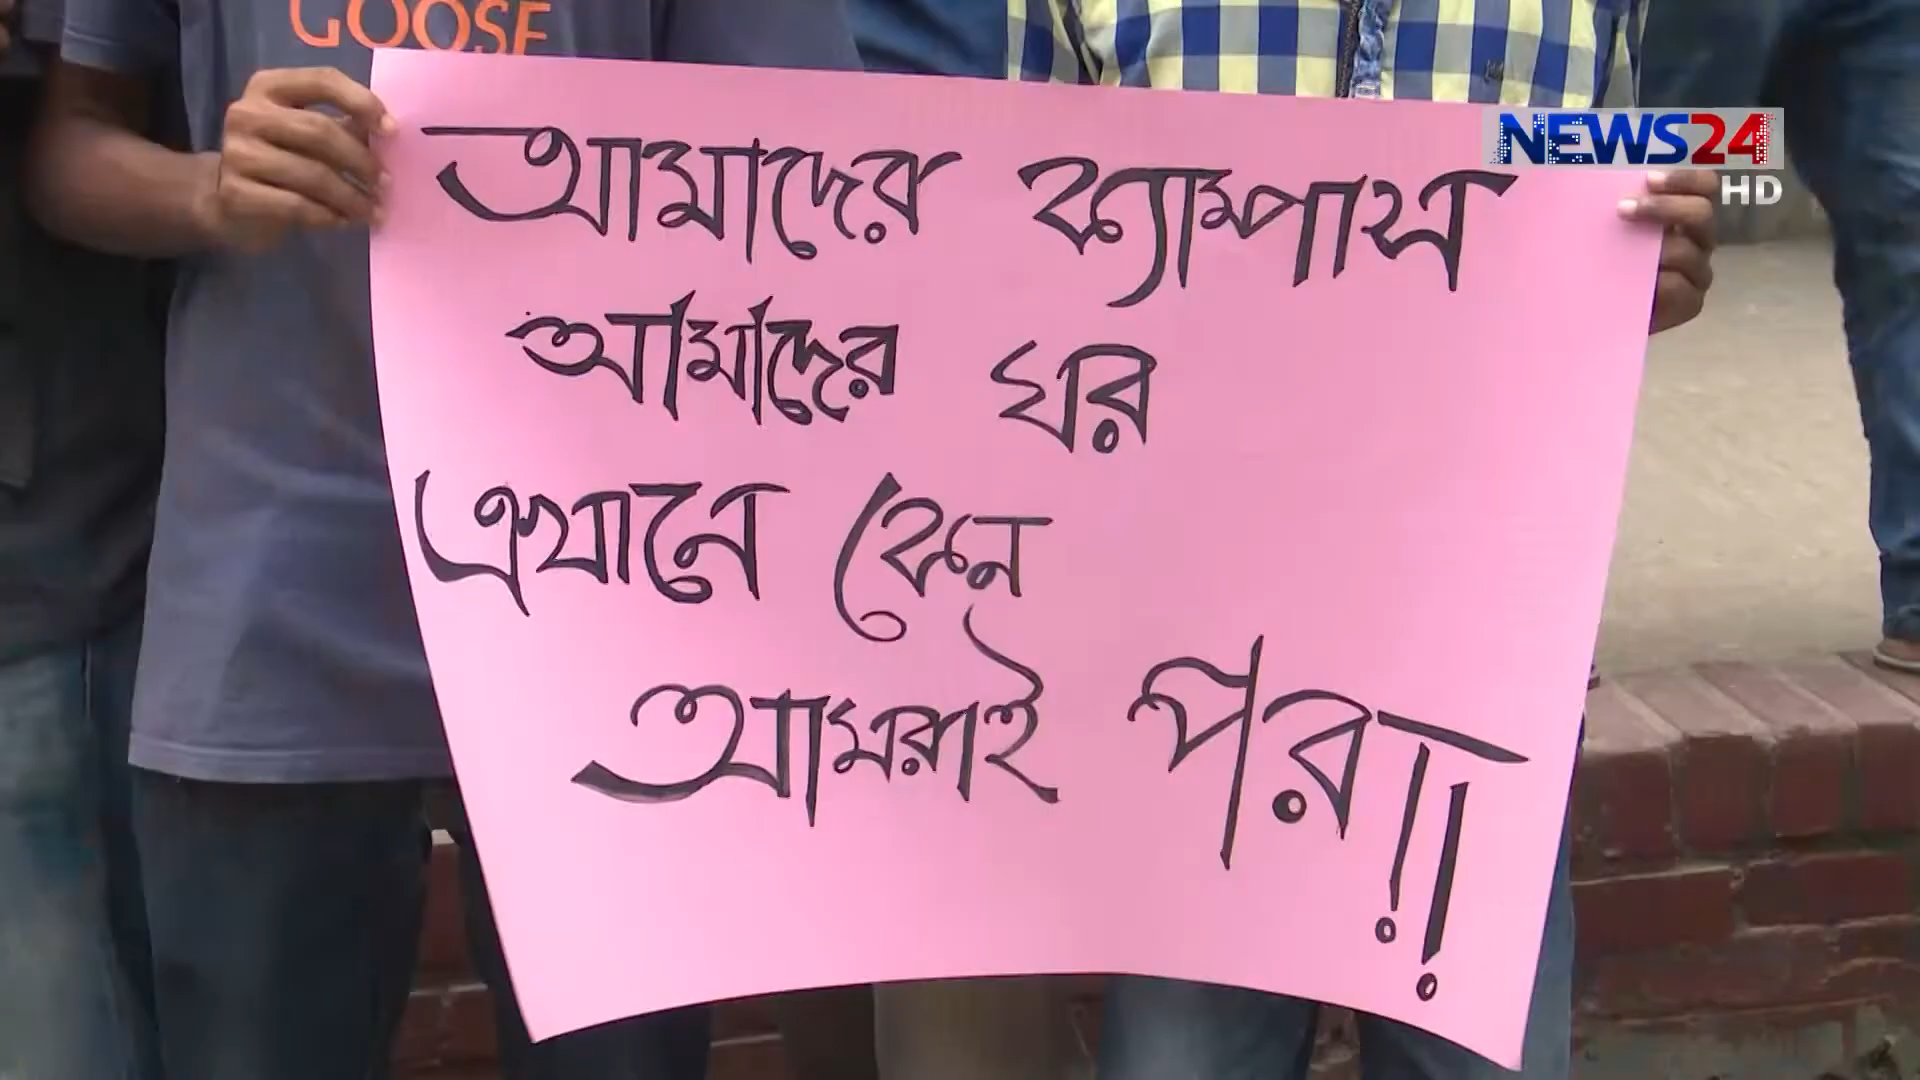 GOOSE
NEWS24
HD
আমাদের ক্যাম্পাস
আমাদের ঘর
এখানে কেন
আমরাই পর!!